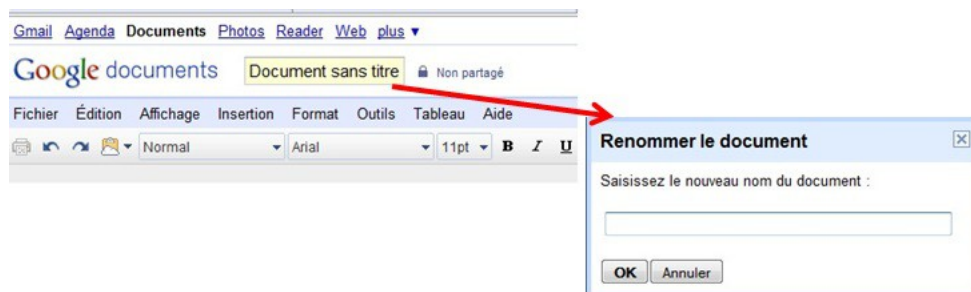 Gmail Agenda Documents Photos Reader Web plus ▼
Google documents Document sans titre Non partagé
Fichier Édition Affichage Insertion Format Outils Tableau Aide
Normal Arial 11pt B I U
Renommer le document
Saisissez le nouveau nom du document :
OK Annuler